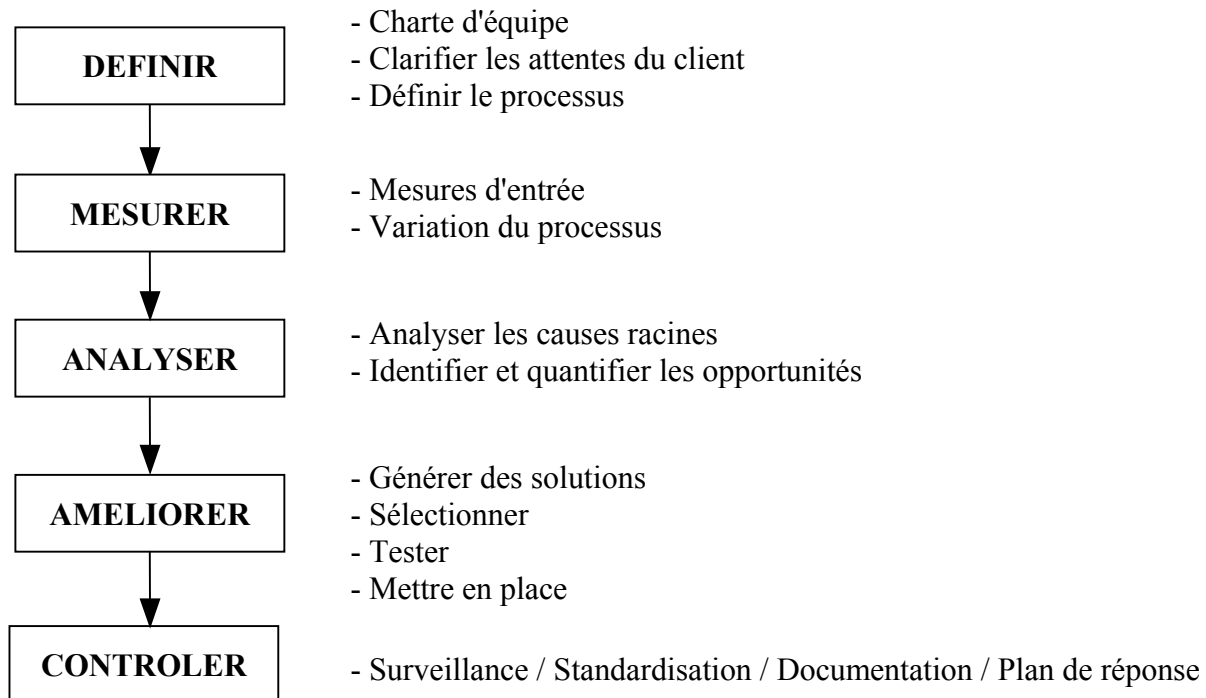 DEFINIR
- Charte d'équipe
- Clarifier les attentes du client
- Définir le processus
MESURER
- Mesures d'entrée
- Variation du processus
ANALYSER
- Analyser les causes racines
- Identifier et quantifier les opportunités
AMELIORER
- Générer des solutions
- Sélectionner
- Tester
- Mettre en place
CONTROLER
- Surveillance / Standardisation / Documentation / Plan de réponse